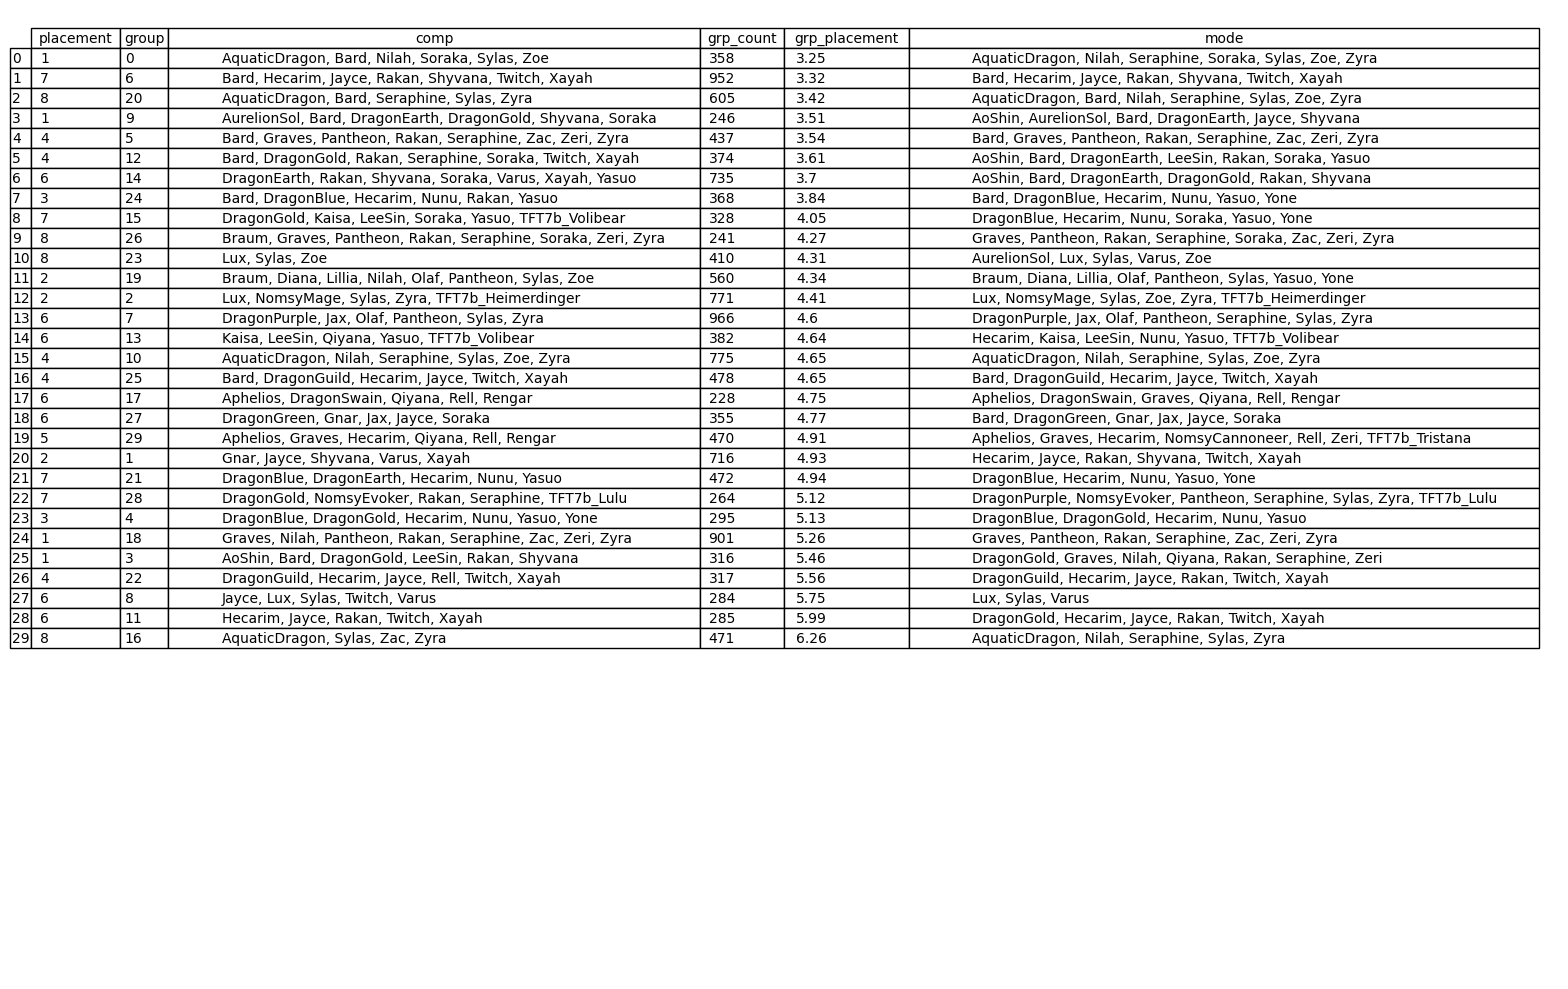 placement group comp grp_count grp_placement mode
0 1 0 AquaticDragon, Bard, Nilah, Soraka, Sylas, Zoe 358 3.25 AquaticDragon, Nilah, Seraphine, Soraka, Sylas, Zoe, Zyra
1 7 6 Bard, Hecarim, Jayce, Rakan, Shyvana, Twitch, Xayah 952 3.32 Bard, Hecarim, Jayce, Rakan, Shyvana, Twitch, Xayah
2 8 20 AquaticDragon, Bard, Seraphine, Sylas, Zyra 605 3.42 AquaticDragon, Bard, Nilah, Seraphine, Sylas, Zoe, Zyra
3 1 9 AurelionSol, Bard, DragonEarth, DragonGold, Shyvana, Soraka 246 3.51 AoShin, AurelionSol, Bard, DragonEarth, Jayce, Shyvana
4 4 5 Bard, Graves, Pantheon, Rakan, Seraphine, Zac, Zeri, Zyra 437 3.54 Bard, Graves, Pantheon, Rakan, Seraphine, Zac, Zeri, Zyra
5 4 12 Bard, DragonGold, Rakan, Seraphine, Soraka, Twitch, Xayah 374 3.61 AoShin, Bard, DragonEarth, LeeSin, Rakan, Soraka, Yasuo
6 6 14 DragonEarth, Rakan, Shyvana, Soraka, Varus, Xayah, Yasuo 735 3.7 AoShin, Bard, DragonEarth, DragonGold, Rakan, Shyvana
7 3 24 Bard, DragonBlue, Hecarim, Nunu, Rakan, Yasuo 368 3.84 Bard, DragonBlue, Hecarim, Nunu, Yasuo, Yone
8 7 15 DragonGold, Kaisa, LeeSin, Soraka, Yasuo, TFT7b_Volibear 328 4.05 DragonBlue, Hecarim, Nunu, Soraka, Yasuo, Yone
9 8 26 Braum, Graves, Pantheon, Rakan, Seraphine, Soraka, Zeri, Zyra 241 4.27 Graves, Pantheon, Rakan, Seraphine, Soraka, Zac, Zeri, Zyra
10 8 23 Lux, Sylas, Zoe 410 4.31 AurelionSol, Lux, Sylas, Varus, Zoe
11 2 19 Braum, Diana, Lillia, Nilah, Olaf, Pantheon, Sylas, Zoe 560 4.34 Braum, Diana, Lillia, Olaf, Pantheon, Sylas, Yasuo, Yone
12 2 2 Lux, NomsyMage, Sylas, Zyra, TFT7b_Heimerdinger 771 4.41 Lux, NomsyMage, Sylas, Zoe, Zyra, TFT7b_Heimerdinger
13 6 7 DragonPurple, Jax, Olaf, Pantheon, Sylas, Zyra 966 4.6 DragonPurple, Jax, Olaf, Pantheon, Seraphine, Sylas, Zyra
14 6 13 Kaisa, LeeSin, Qiyana, Yasuo, TFT7b_Volibear 382 4.64 Hecarim, Kaisa, LeeSin, Nunu, Yasuo, TFT7b_Volibear
15 4 10 AquaticDragon, Nilah, Seraphine, Sylas, Zoe, Zyra 775 4.65 AquaticDragon, Nilah, Seraphine, Sylas, Zoe, Zyra
16 4 25 Bard, DragonGuild, Hecarim, Jayce, Twitch, Xayah 478 4.65 Bard, DragonGuild, Hecarim, Jayce, Twitch, Xayah
17 6 17 Aphelios, DragonSwain, Qiyana, Rell, Rengar 228 4.75 Aphelios, DragonSwain, Graves, Qiyana, Rell, Rengar
18 6 27 DragonGreen, Gnar, Jax, Jayce, Soraka 355 4.77 Bard, DragonGreen, Gnar, Jax, Jayce, Soraka
19 5 29 Aphelios, Graves, Hecarim, Qiyana, Rell, Rengar 470 4.91 Aphelios, Graves, Hecarim, NomsyCannoneer, Rell, Zeri, TFT7b_Tristana
20 2 1 Gnar, Jayce, Shyvana, Varus, Xayah 716 4.93 Hecarim, Jayce, Rakan, Shyvana, Twitch, Xayah
21 7 21 DragonBlue, DragonEarth, Hecarim, Nunu, Yasuo 472 4.94 DragonBlue, Hecarim, Nunu, Yasuo, Yone
22 7 28 DragonGold, NomsyEvoker, Rakan, Seraphine, TFT7b_Lulu 264 5.12 DragonPurple, NomsyEvoker, Pantheon, Seraphine, Sylas, Zyra, TFT7b_Lulu
23 3 4 DragonBlue, DragonGold, Hecarim, Nunu, Yasuo, Yone 295 5.13 DragonBlue, DragonGold, Hecarim, Nunu, Yasuo
24 1 18 Graves, Nilah, Pantheon, Rakan, Seraphine, Zac, Zeri, Zyra 901 5.26 Graves, Pantheon, Rakan, Seraphine, Zac, Zeri, Zyra
25 1 3 AoShin, Bard, DragonGold, LeeSin, Rakan, Shyvana 316 5.46 DragonGold, Graves, Nilah, Qiyana, Rakan, Seraphine, Zeri
26 4 22 DragonGuild, Hecarim, Jayce, Rell, Twitch, Xayah 317 5.56 DragonGuild, Hecarim, Jayce, Rakan, Twitch, Xayah
27 6 8 Jayce, Lux, Sylas, Twitch, Varus 284 5.75 Lux, Sylas, Varus
28 6 11 Hecarim, Jayce, Rakan, Twitch, Xayah 285 5.99 DragonGold, Hecarim, Jayce, Rakan, Twitch, Xayah
29 8 16 AquaticDragon, Sylas, Zac, Zyra 471 6.26 AquaticDragon, Nilah, Seraphine, Sylas, Zyra